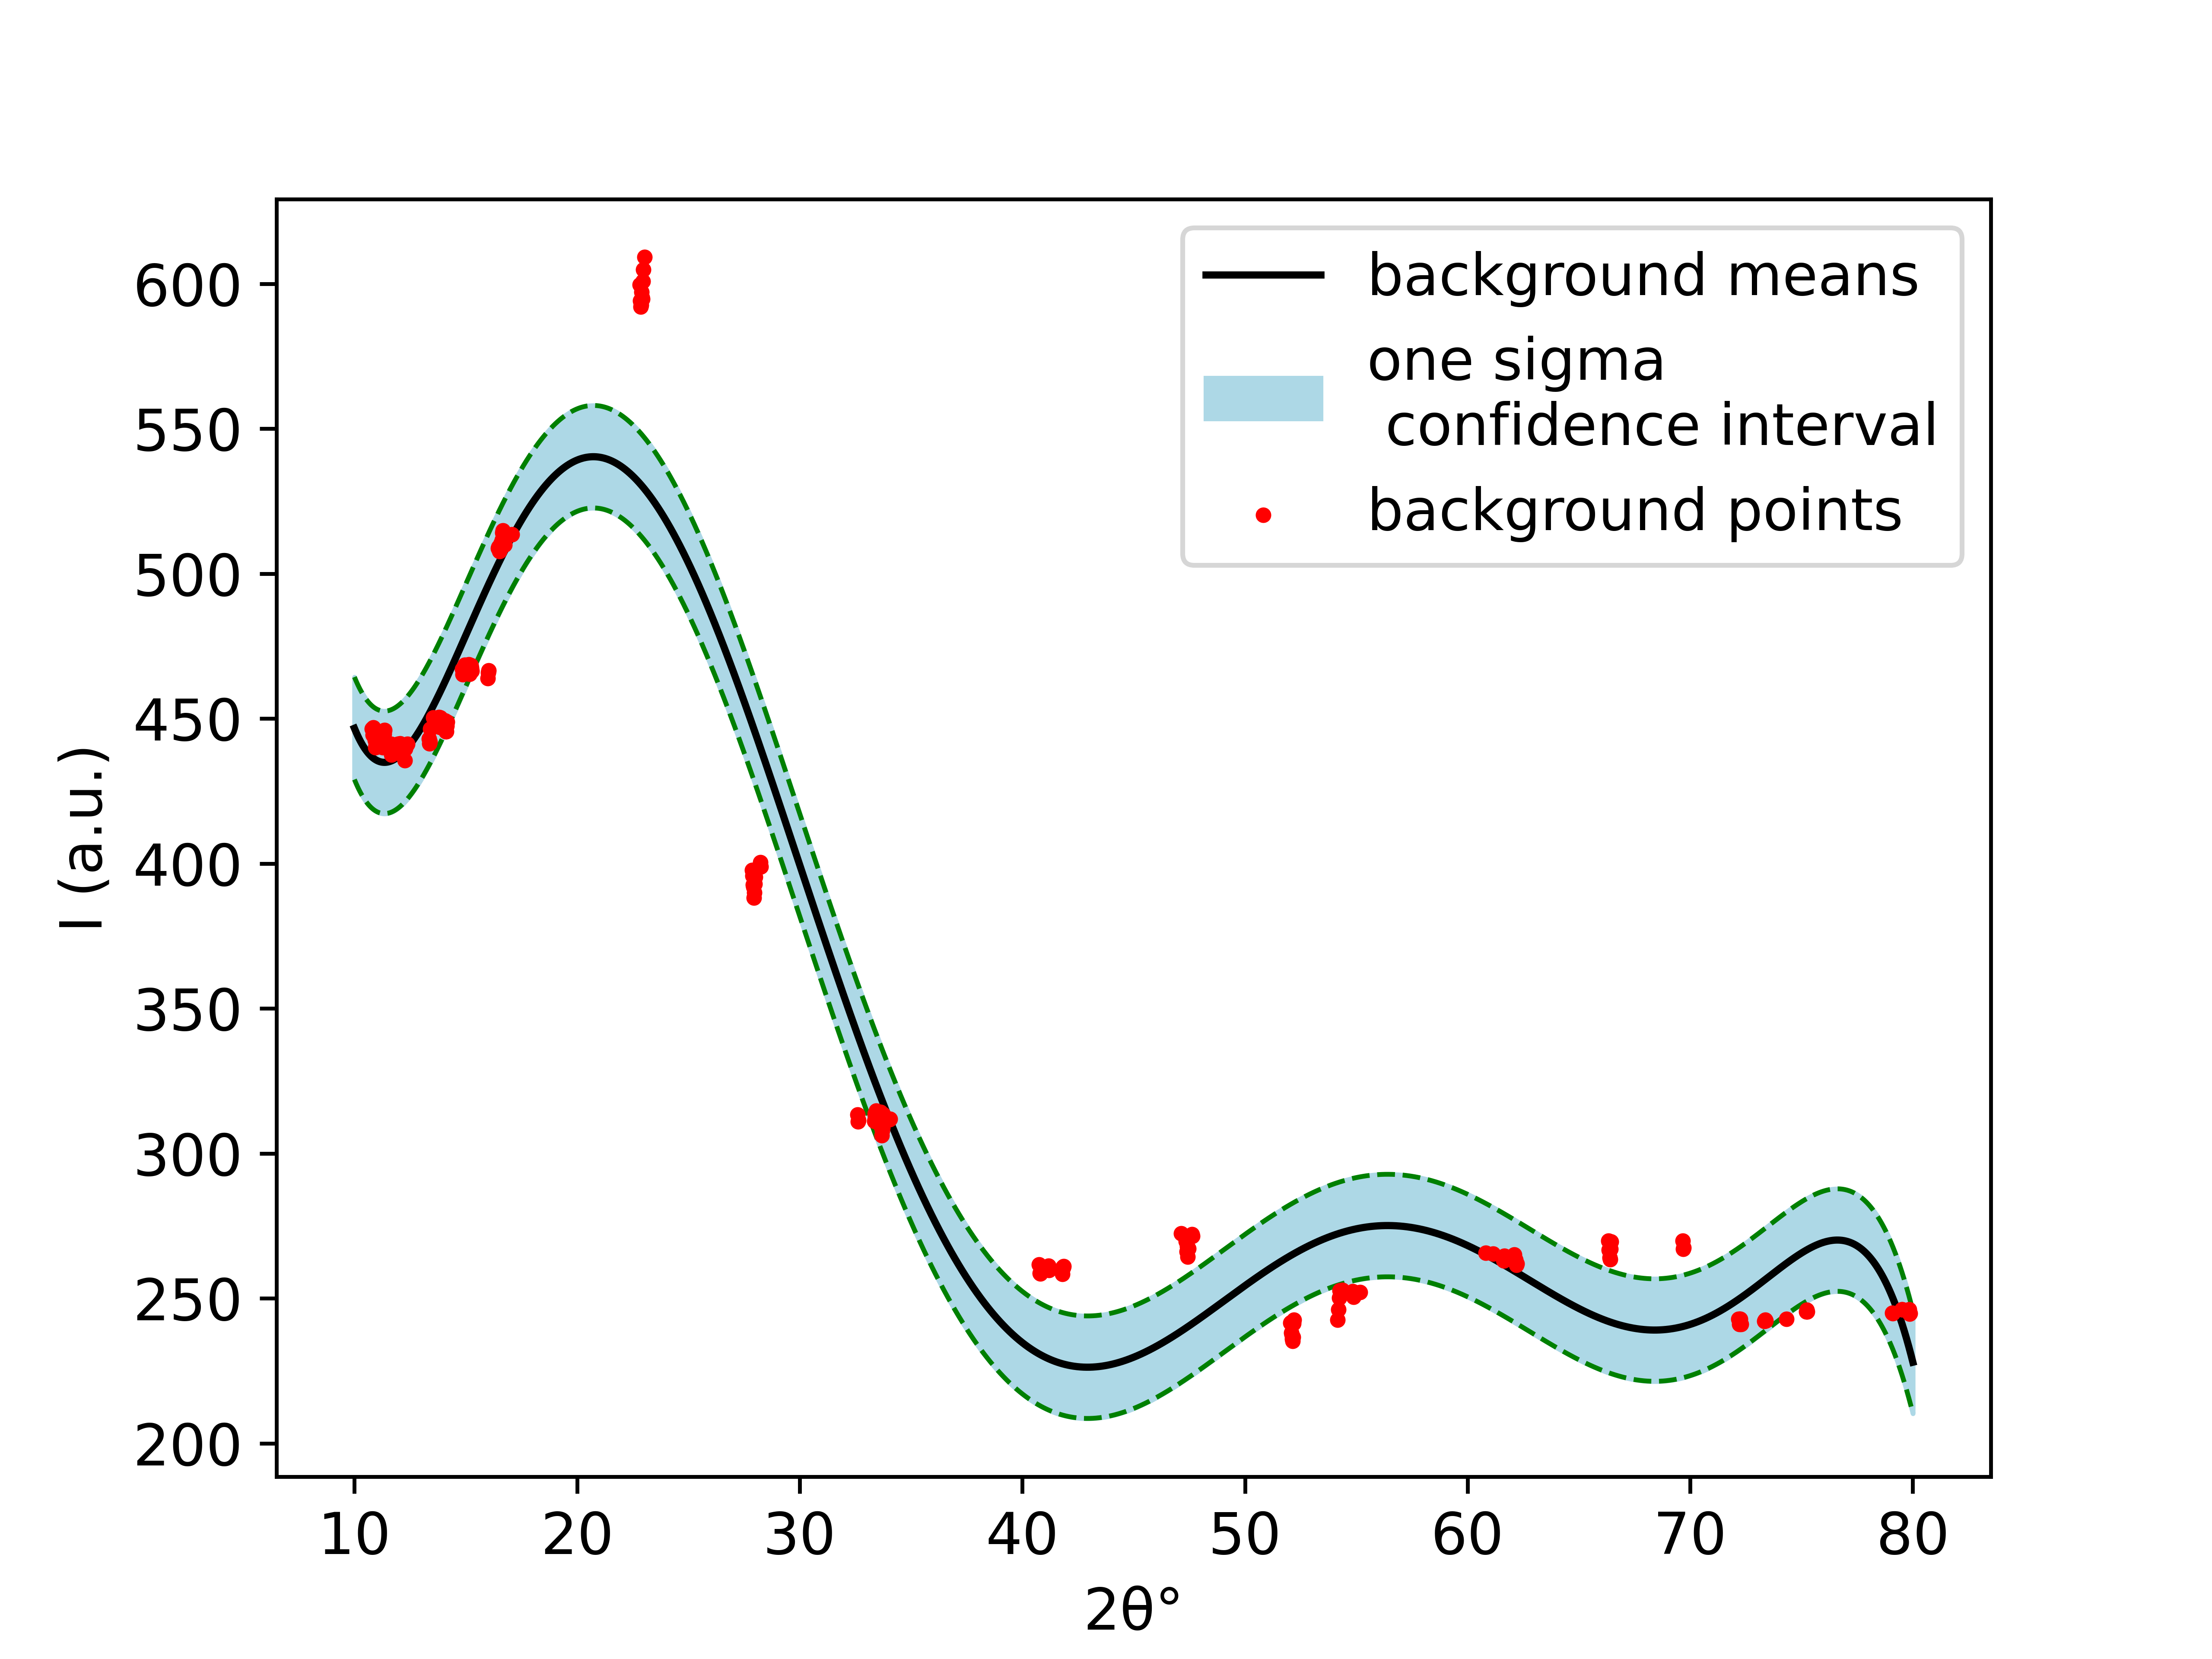 background means
one sigma
confidence interval
background points
600
550
500
450
400
350
300
250
200
I (a.u.)
10 20 30 40 50 60 70 80
2θ°